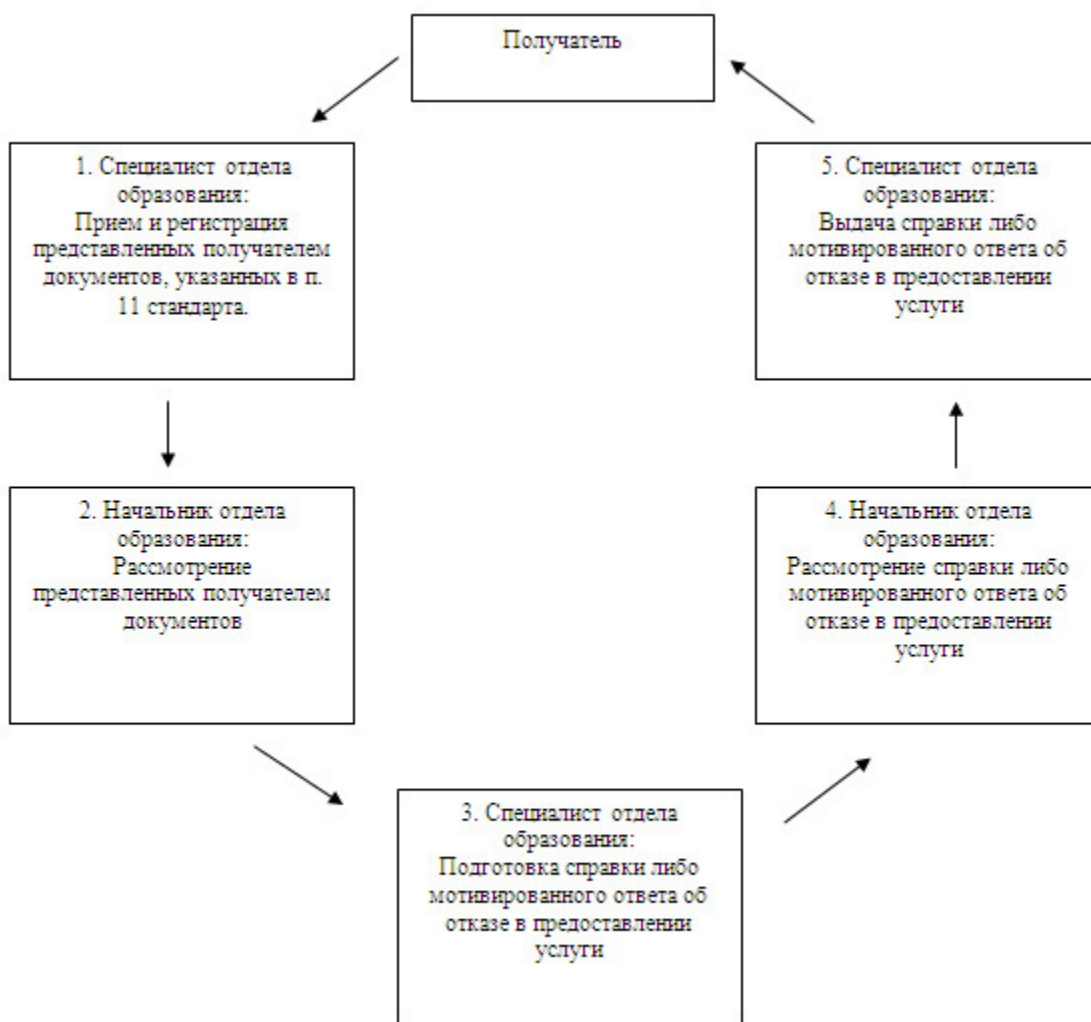 Получатель
1. Специалист отдела
образования:
Прием и регистрация
представленных получателем
документов, указанных в п.
11 стандарта.
5. Специалист отдела
образования:
Выдача справки либо
мотивированного ответа об
отказе в предоставлении
услуги
2. Начальник отдела
образования:
Рассмотрение
представленных получателем
документов
4. Начальник отдела
образования:
Рассмотрение справки либо
мотивированного ответа об
отказе в предоставлении
услуги
3. Специалист отдела
образования:
Подготовка справки либо
мотивированного ответа об
отказе в предоставлении
услуги